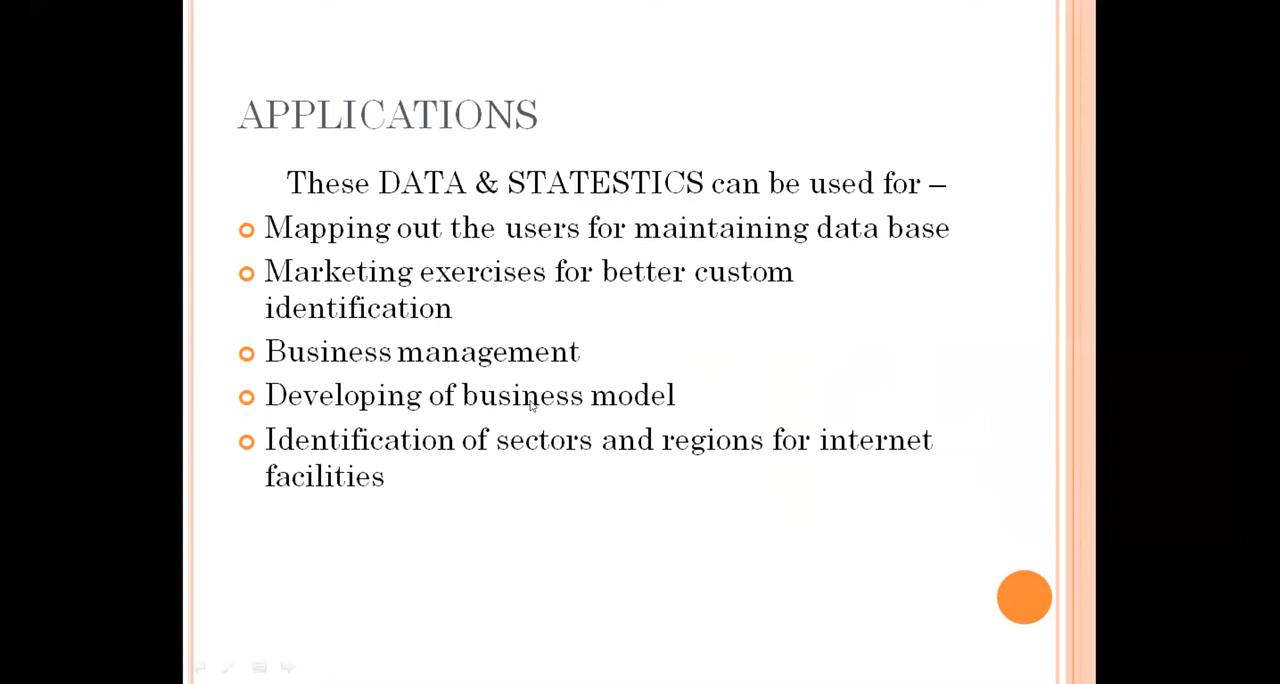 APPLICATIONS
These DATA & STATESTICS can be used for –
Mapping out the users for maintaining data base
Marketing exercises for better custom
identification
Business management
Developing of business model
Identification of sectors and regions for internet
facilities